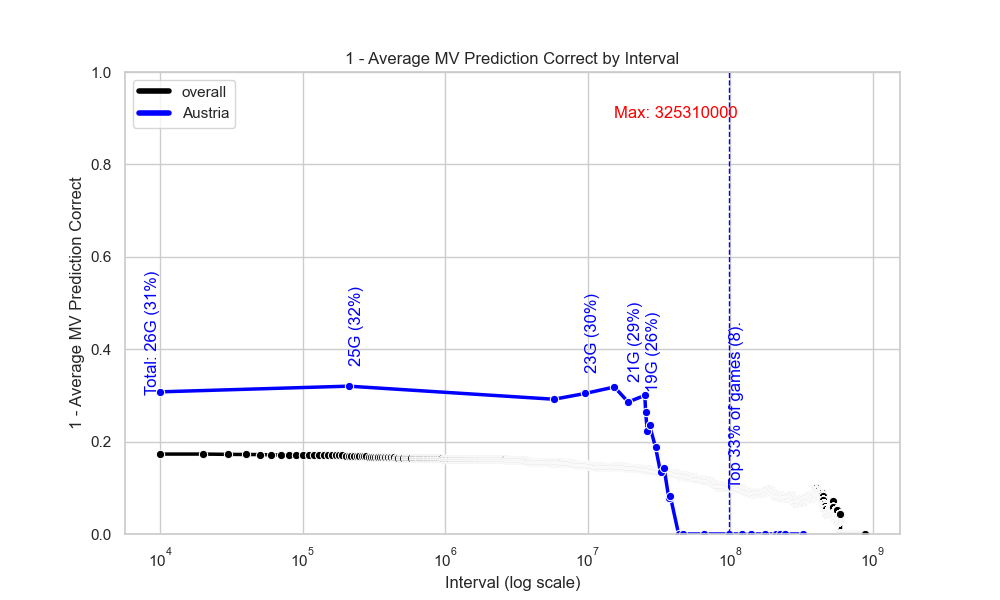 1 - Average MV Prediction Correct by Interval
overall
Austria
Max: 325310000
1 - Average MV Prediction Correct
1.0
0.8
0.6
0.4
0.2
0.0
Total: 26G (31%)
25G (32%)
23G (30%)
21G (29%)
19G (26%)
Top 33% of games (8).
10^4
10^5
10^6
10^7
10^8
10^9
Interval (log scale)